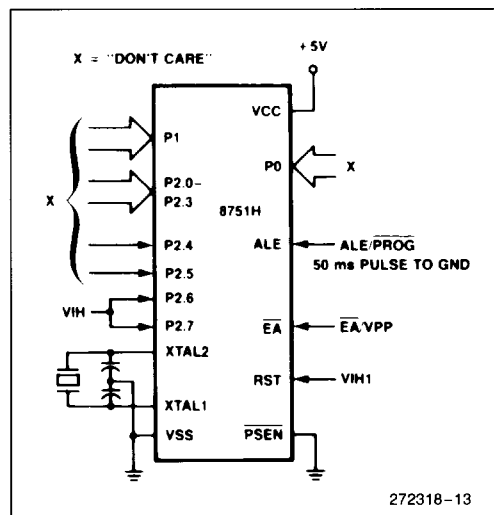 X = "DON'T CARE"
+ 5V
VCC
P1
P0
X
P2.0–
P2.3
X
8751H
P2.4
ALE
ALE/PROG
50 ms PULSE TO GND
P2.5
P2.6
VIH
P2.7
EA
EA/VPP
XTAL2
RST
VIH1
XTAL1
VSS
PSEN
272318–13